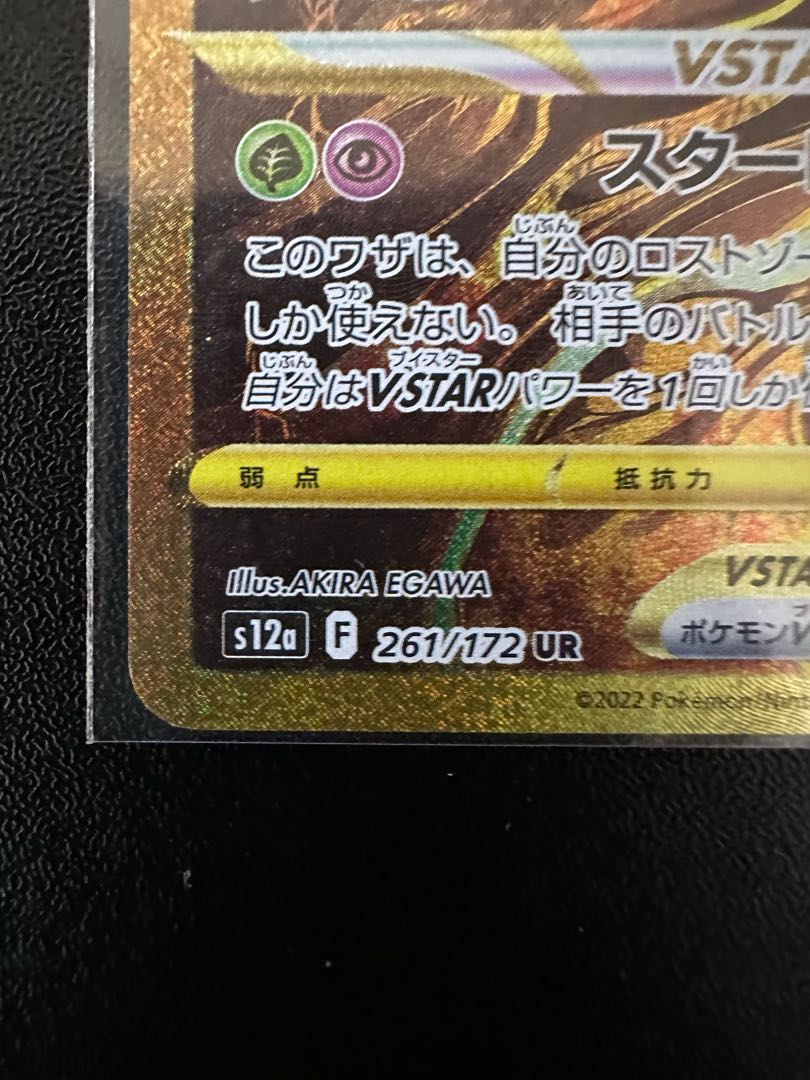 VSTA
スター
このワザは、自分のロストゾー
しか使えない。相手のバトル
自分はVSTARパワーを1回しか
弱点 抵抗力
Illus.AKIRA EGAWA
VSTA
s12a F 261/172 UR
ポケモンV
©2022 Pokémon/Nin